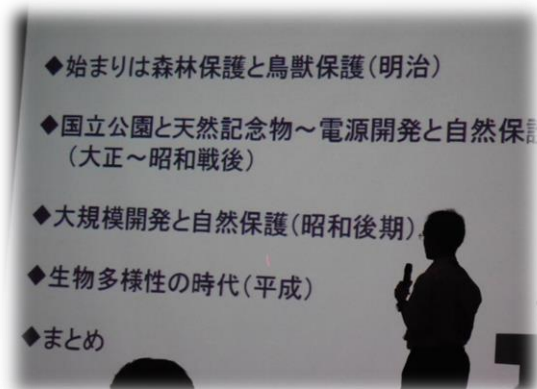 ◆始まりは森林保護と鳥獣保護(明治)
◆国立公園と天然記念物～電源開発と自然保護
(大正～昭和戦後)
◆大規模開発と自然保護(昭和後期)
◆生物多様性の時代(平成)
◆まとめ